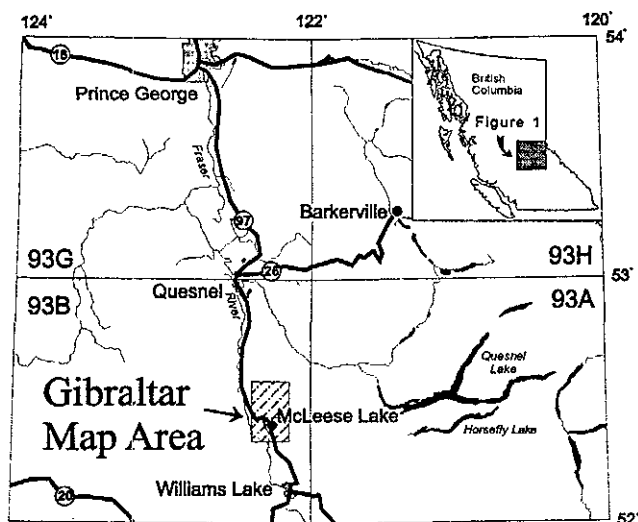 124°
122°
120°
54°
16
Prince George
British
Columbia
Figure 1
Fraser
97
Barkerville
93G
93H
26
53°
Quesnel
93B
River
93A
Quesnel
Lake
Gibraltar
Map Area
McLeese Lake
Horsefly Lake
Williams Lake
20
52°